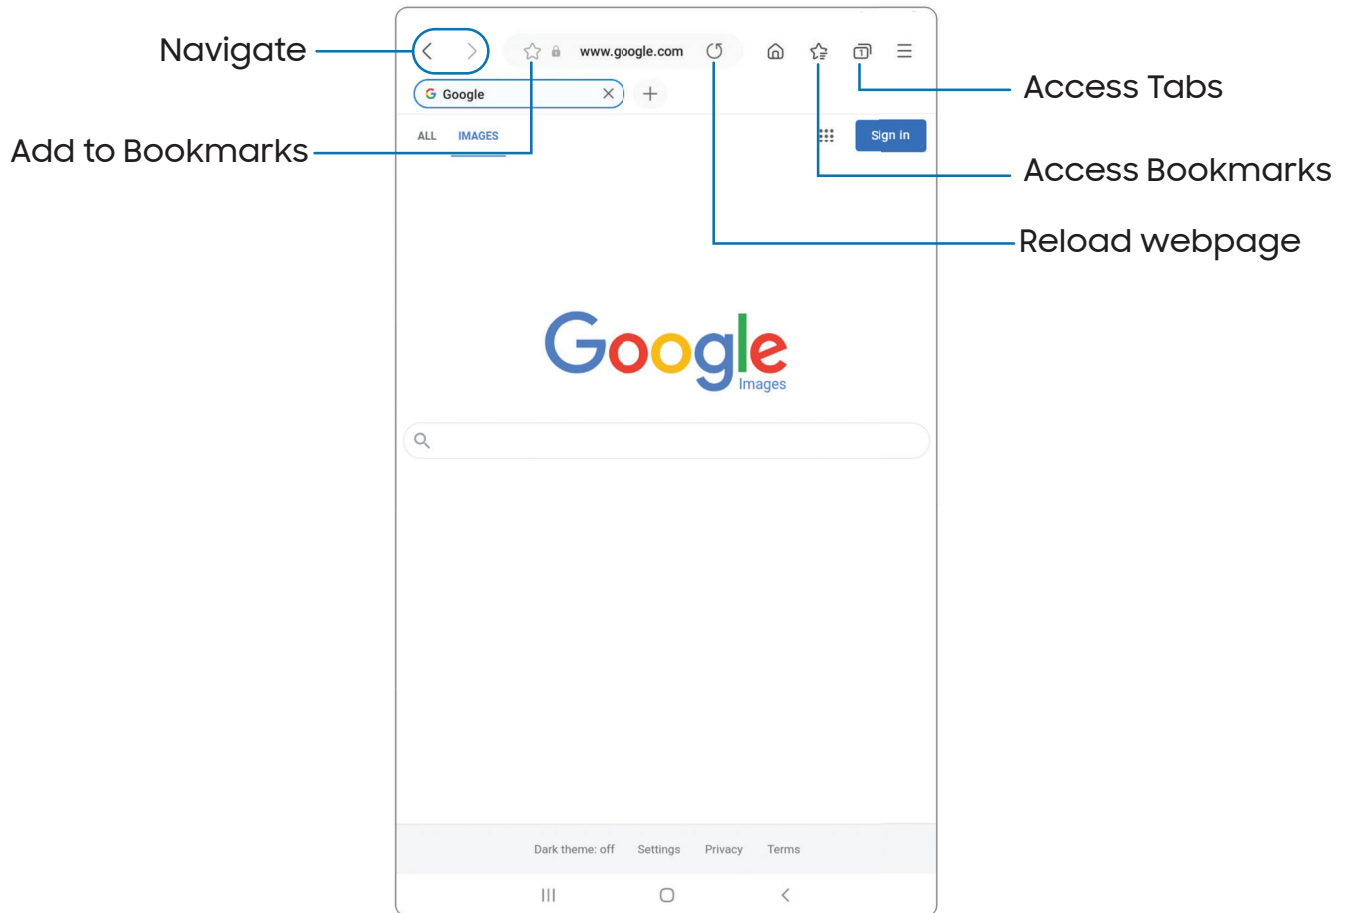 Navigate
www.google.com
1
Google
Access Tabs
ALL IMAGES
Sign in
Add to Bookmarks
Access Bookmarks
Reload webpage
Google
Images
Dark theme: off Settings Privacy Terms